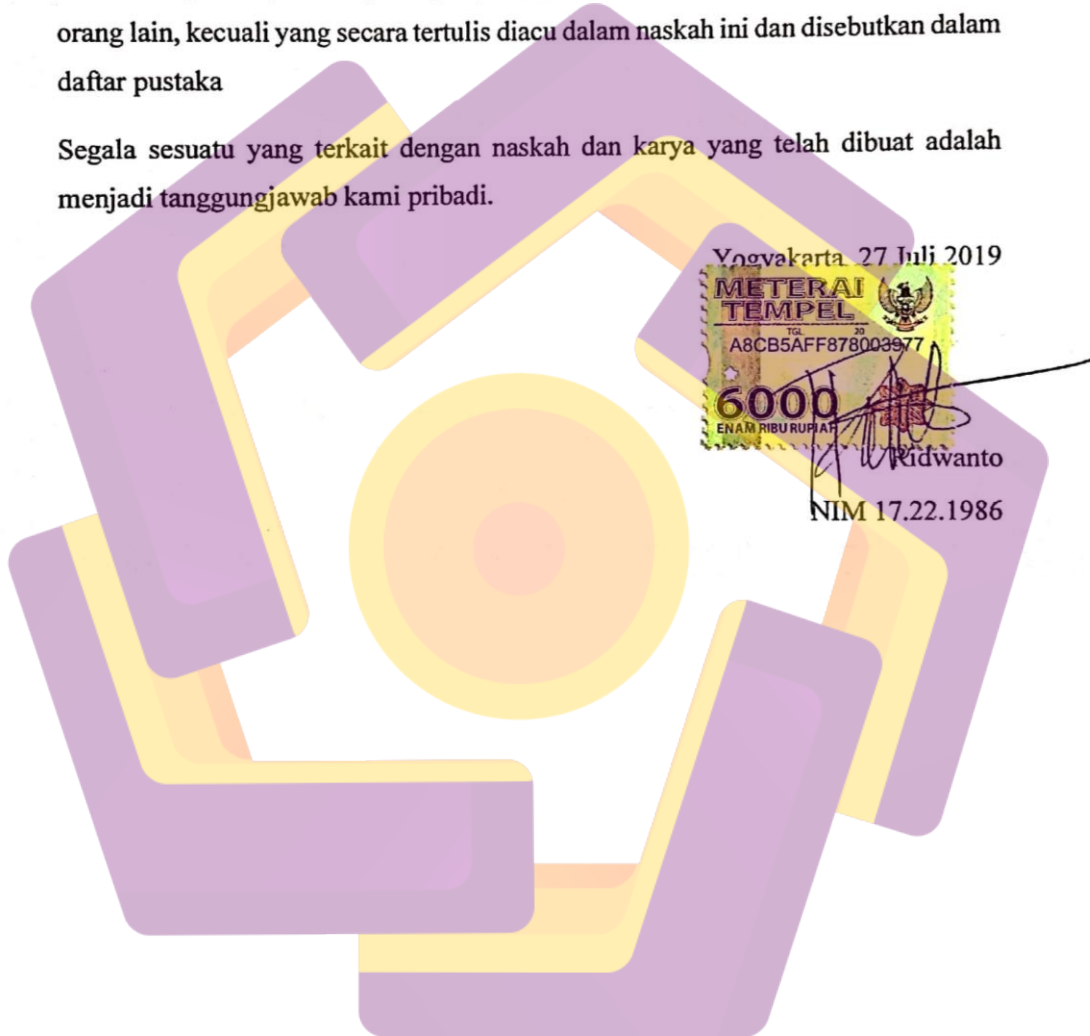 orang lain, kecuali yang secara tertulis diacu dalam naskah ini dan disebutkan dalam
daftar pustaka
Segala sesuatu yang terkait dengan naskah dan karya yang telah dibuat adalah
menjadi tanggungjawab kami pribadi.
Yogyakarta, 27 Juli 2019
METERAI
TEMPEL
TGL 20
A8CB5AFF878003977
6000
ENAM RIBU RUPIAH
Ridwanto
NIM 17.22.1986